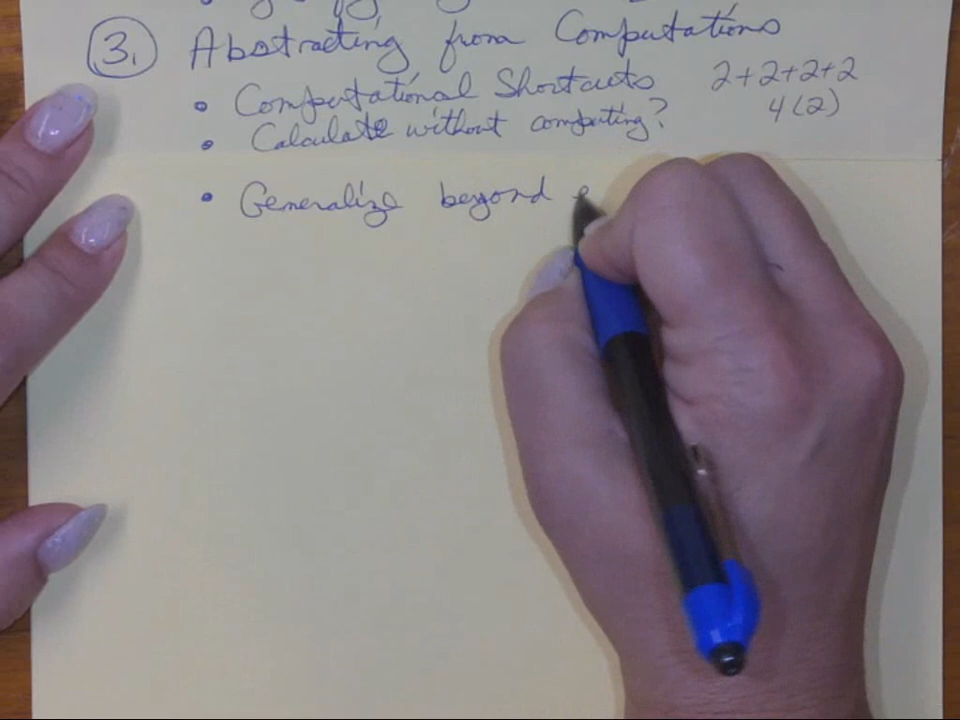 3. Abstracting from Computations
• Computational Shortcuts 2+2+2+2
4(2)
• Calculate without computing?
• Generalize beyond e